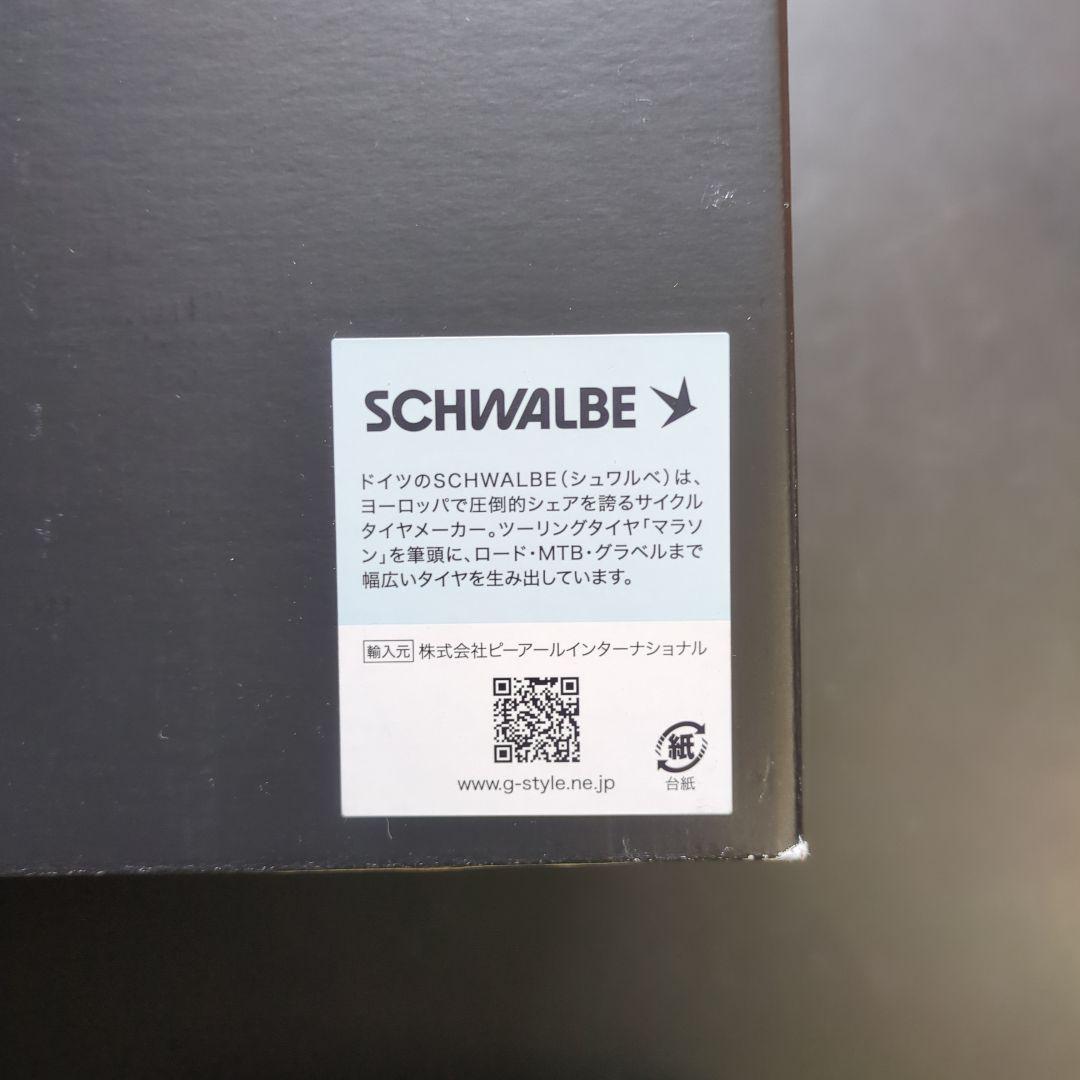 SCHWALBE
ドイツのSCHWALBE（シュワルベ）は、
ヨーロッパで圧倒的シェアを誇るサイクル
タイヤメーカー。ツーリングタイヤ「マラソ
ン」を筆頭に、ロード・MTB・グラベルまで
幅広いタイヤを生み出しています。
輸入元 株式会社ピーアールインターナショナル
www.g-style.ne.jp
紙
台紙